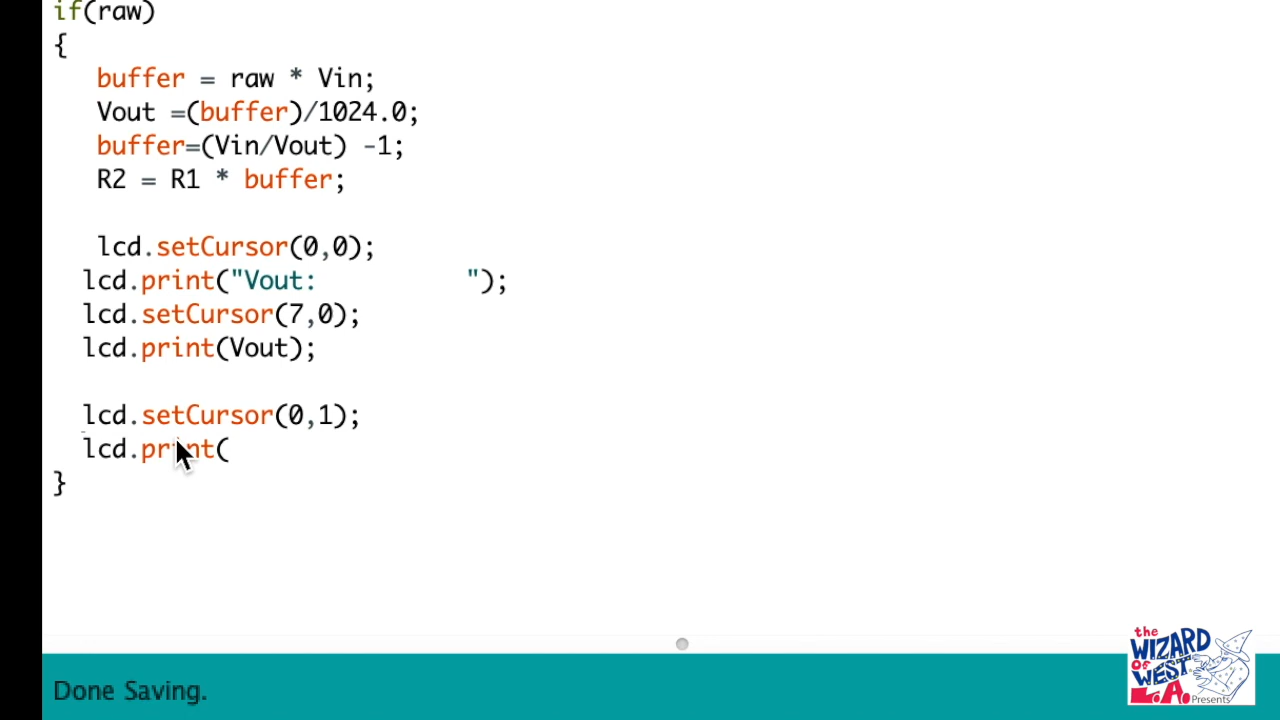 if(raw)
{
buffer = raw * Vin;
Vout =(buffer)/1024.0;
buffer=(Vin/Vout) -1;
R2 = R1 * buffer;
lcd.setCursor(0,0);
lcd.print("Vout:          ");
lcd.setCursor(7,0);
lcd.print(Vout);
lcd.setCursor(0,1);
lcd.print(
}
the
WIZARD
of
WEST
L.A.
Presents
Done Saving.